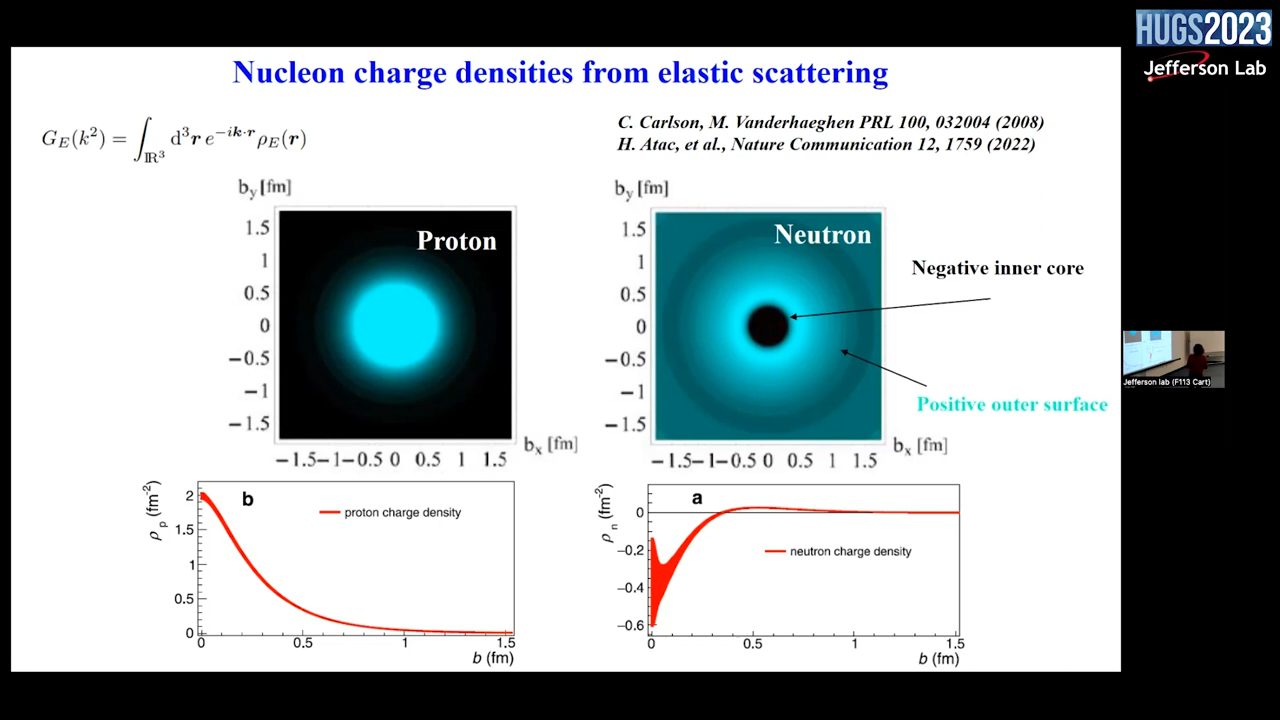 HUGS2023
Jefferson Lab
Nucleon charge densities from elastic scattering
G_E(k²) = ∫_ℝ³ d³r e^{−ik·r} ρ_E(r)
C. Carlson, M. Vanderhaeghen PRL 100, 032004 (2008)
H. Atac, et al., Nature Communication 12, 1759 (2022)
b_y [fm]
Proton
1.5
1
0.5
0
−0.5
−1
−1.5
−1.5 −1 −0.5 0 0.5 1 1.5
b_x [fm]
b_y [fm]
Neutron
1.5
1
0.5
0
−0.5
−1
−1.5
−1.5 −1 −0.5 0 0.5 1 1.5
b_x [fm]
Negative inner core
Positive outer surface
Jefferson lab (F113 Cart)
ρ_p (fm⁻²)
b
proton charge density
2
1.5
1
0.5
0
0 0.5 1 1.5
b (fm)
ρ_n (fm⁻²)
a
neutron charge density
0
−0.2
−0.4
−0.6
0 0.5 1 1.5
b (fm)